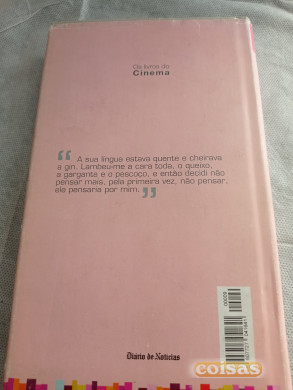 Os livros do
Cinema
“ A sua língua estava quente e cheirava
a gin. Lambeu-me a cara toda, o queixo,
a garganta e o pescoço, e então decidi não
pensar mais, pela primeira vez, não pensar,
ele pensaria por mim. ”
Diário de Notícias
coisas